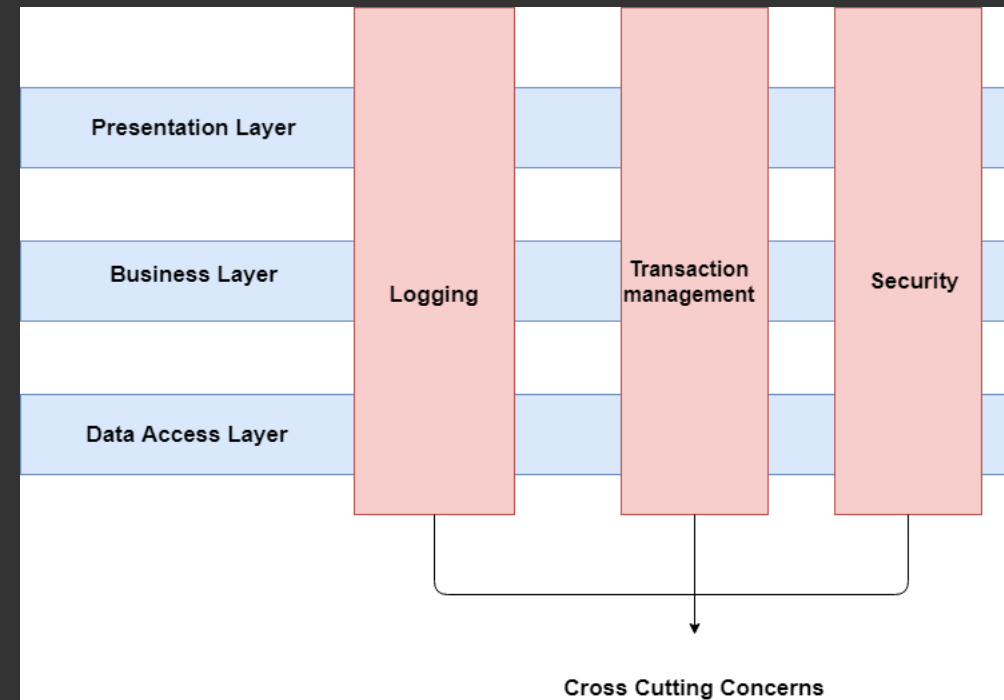 Presentation Layer
Business Layer
Logging
Transaction
management
Security
Data Access Layer
Cross Cutting Concerns